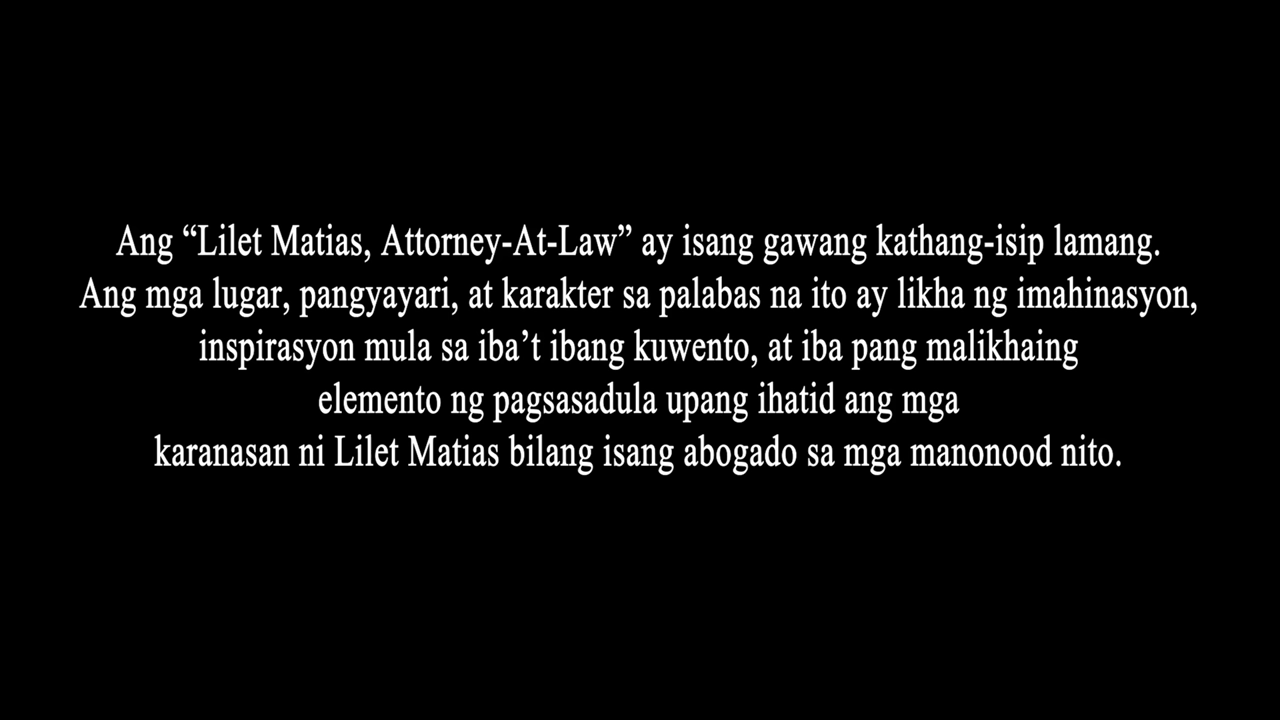 Ang “Lilet Matias, Attorney-At-Law” ay isang gawang kathang-isip lamang.
Ang mga lugar, pangyayari, at karakter sa palabas na ito ay likha ng imahinasyon,
inspirasyon mula sa iba’t ibang kuwento, at iba pang malikhaing
elemento ng pagsasadula upang ihatid ang mga
karanasan ni Lilet Matias bilang isang abogado sa mga manonood nito.